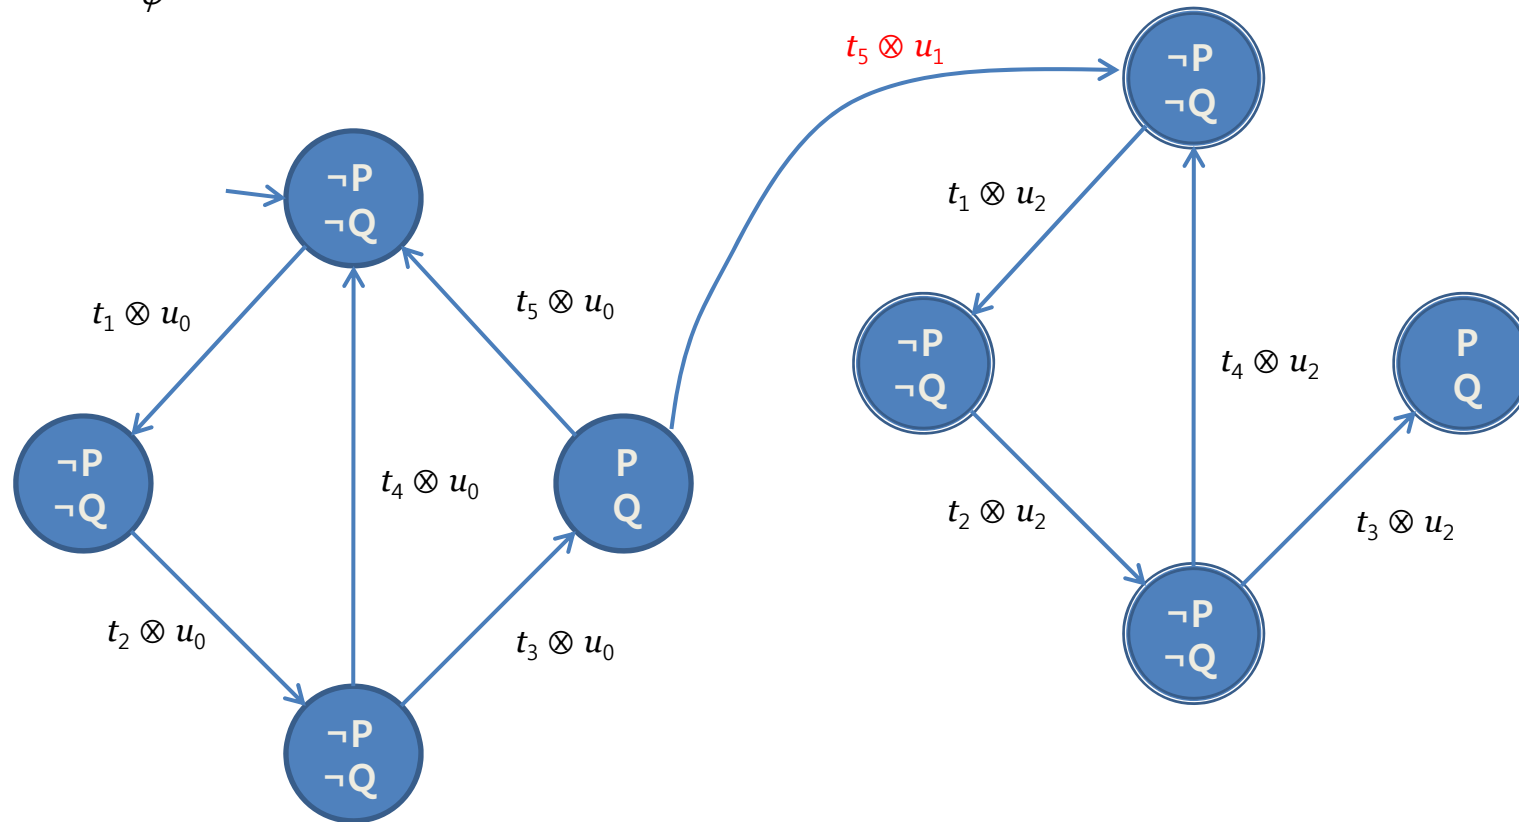 φ
t₅ ⊗ u₁
¬P
¬Q
¬P
¬Q
t₁ ⊗ u₂
t₁ ⊗ u₀
t₅ ⊗ u₀
¬P
¬Q
t₄ ⊗ u₂
P
Q
¬P
¬Q
t₄ ⊗ u₀
P
Q
t₂ ⊗ u₂
t₃ ⊗ u₂
t₂ ⊗ u₀
t₃ ⊗ u₀
¬P
¬Q
¬P
¬Q